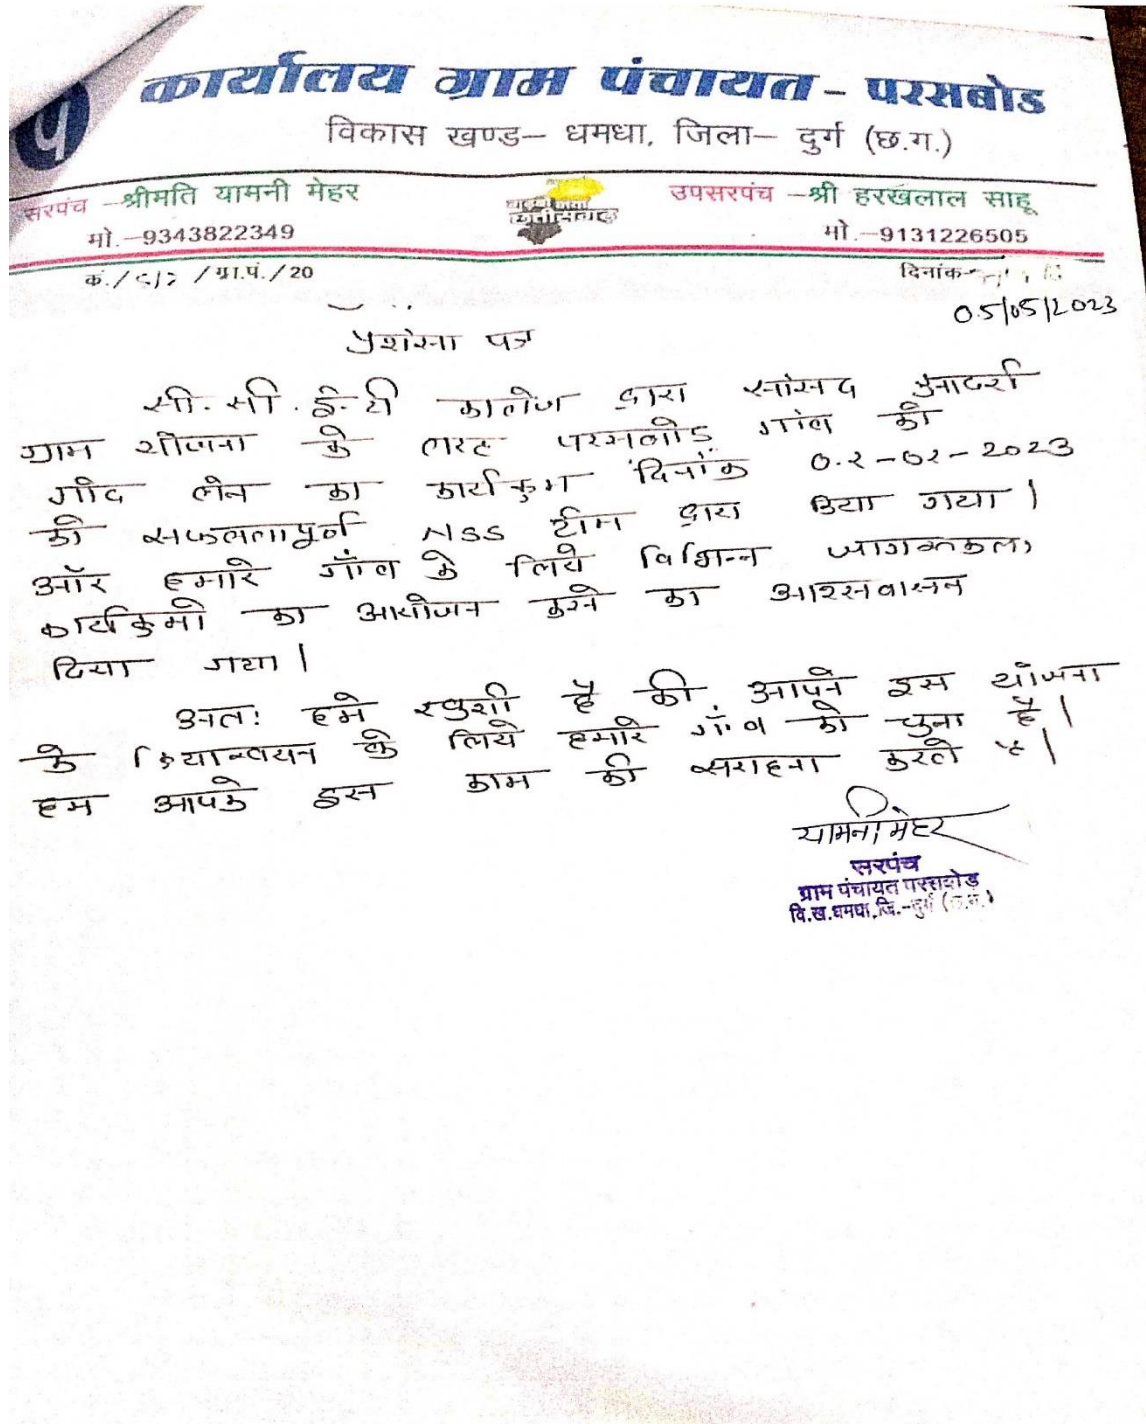 प
कार्यालय ग्राम पंचायत - परसबोड
विकास खण्ड– धमधा, जिला– दुर्ग (छ.ग.)
सरपंच –श्रीमति यामनी मेहर
मो.–9343822349
उपसरपंच –श्री हरखलाल साहू
मो.–9131226505
क्रं./ /ग्रा.पं./20
दिनांक-
05/05/2023
प्रशंसा पत्र
सी. सी. ई. टी कालेज द्वारा सांसद आदर्श
ग्राम योजना के तरह परसबोड गांव को
गोद लेन का कार्यक्रम दिनांक 02-02-2023
को सफलतापूर्ण NSS टीम द्वारा किया गया।
और हमारे गाँव के लिये विभिन्न
कार्यक्रमो का आयोजन करने का आश्सवासन
दिया गया।
अतः हमे खुशी है की आपने इस योजना
के क्रियान्वयन के लिये हमारे गाँव को चुना है।
हम आपके इस काम की सराहना करते है।
यामनी मेहर
सरपंच
ग्राम पंचायत परसबोड़
वि.ख.धमधा,जि.-दुर्ग